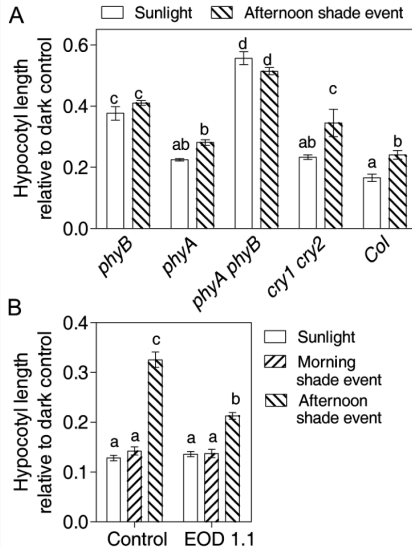 A
Sunlight
Afternoon shade event
Hypocotyl length
relative to dark control
0.6
0.4
0.2
0.0
c
c
ab
b
d
d
ab
c
a
b
phyB
phyA
phyA phyB
cry1 cry2
Col
B
Hypocotyl length
relative to dark control
0.4
0.3
0.2
0.1
0.0
a
a
c
a
a
b
Control
EOD 1.1
Sunlight
Morning
shade event
Afternoon
shade event